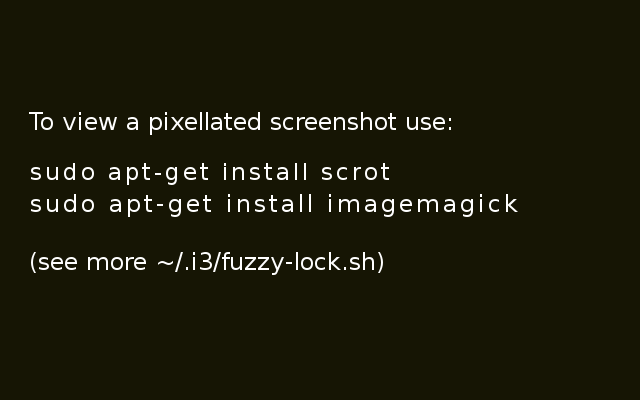 To view a pixellated screenshot use:
sudo apt-get install scrot
sudo apt-get install imagemagick
(see more ~/.i3/fuzzy-lock.sh)